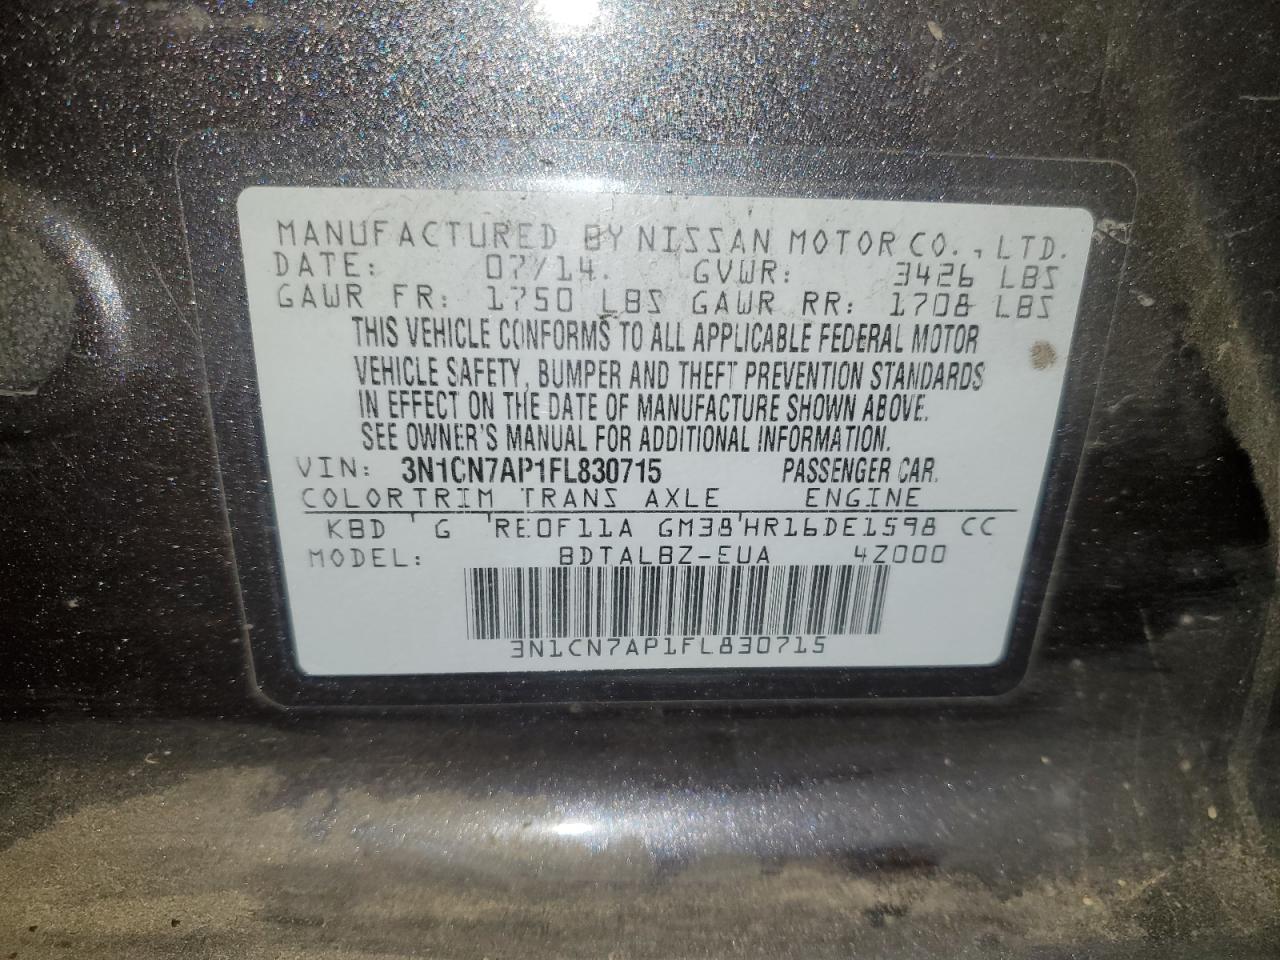 MANUFACTURED BY NISSAN MOTOR CO., LTD.
DATE: 07/14. GVWR: 3426 LBS
GAWR FR: 1750 LBS GAWR RR: 1708 LBS
THIS VEHICLE CONFORMS TO ALL APPLICABLE FEDERAL MOTOR
VEHICLE SAFETY, BUMPER AND THEFT PREVENTION STANDARDS
IN EFFECT ON THE DATE OF MANUFACTURE SHOWN ABOVE.
SEE OWNER'S MANUAL FOR ADDITIONAL INFORMATION.
VIN: 3N1CN7AP1FL830715 PASSENGER CAR.
COLOR TRIM TRANS AXLE ENGINE
KBD G RE0F11A GM38 HR16DE1598 CC
MODEL: BDTALBZ-EUA 4Z000
3N1CN7AP1FL830715